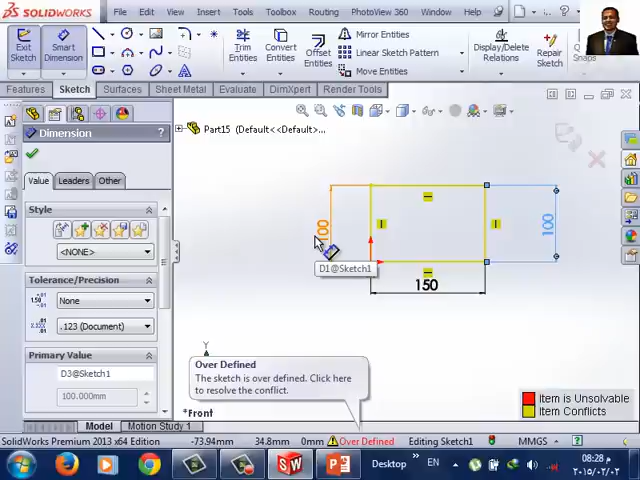 SOLIDWORKS
File
Edit
View
Insert
Tools
Routing
PhotoView 360
Window
Exit Sketch
Smart Dimension
Trim Entities
Convert Entities
Offset Entities
Mirror Entities
Linear Sketch Pattern
Move Entities
Display/Delete Relations
Repair Sketch
Features
Sketch
Surfaces
Sheet Metal
Evaluate
DimXpert
Render Tools
Dimension
?
Part15 (Default<<Default>...
Value
Leaders
Other
Style
<NONE>
Tolerance/Precision
None
.123 (Document)
Primary Value
D3@Sketch1
100.000mm
100
100
D1@Sketch1
150
Y
Over Defined
The sketch is over defined. Click here
to resolve the conflict.
*Front
Item is Unsolvable
Item Conflicts
Model
Motion Study 1
SolidWorks Premium 2013 x64 Edition
-73.94mm
34.8mm
0mm
Over Defined
Editing Sketch1
MMGS
?
Desktop
EN
08:28 م
٢٠١٥/٠٢/٠٢